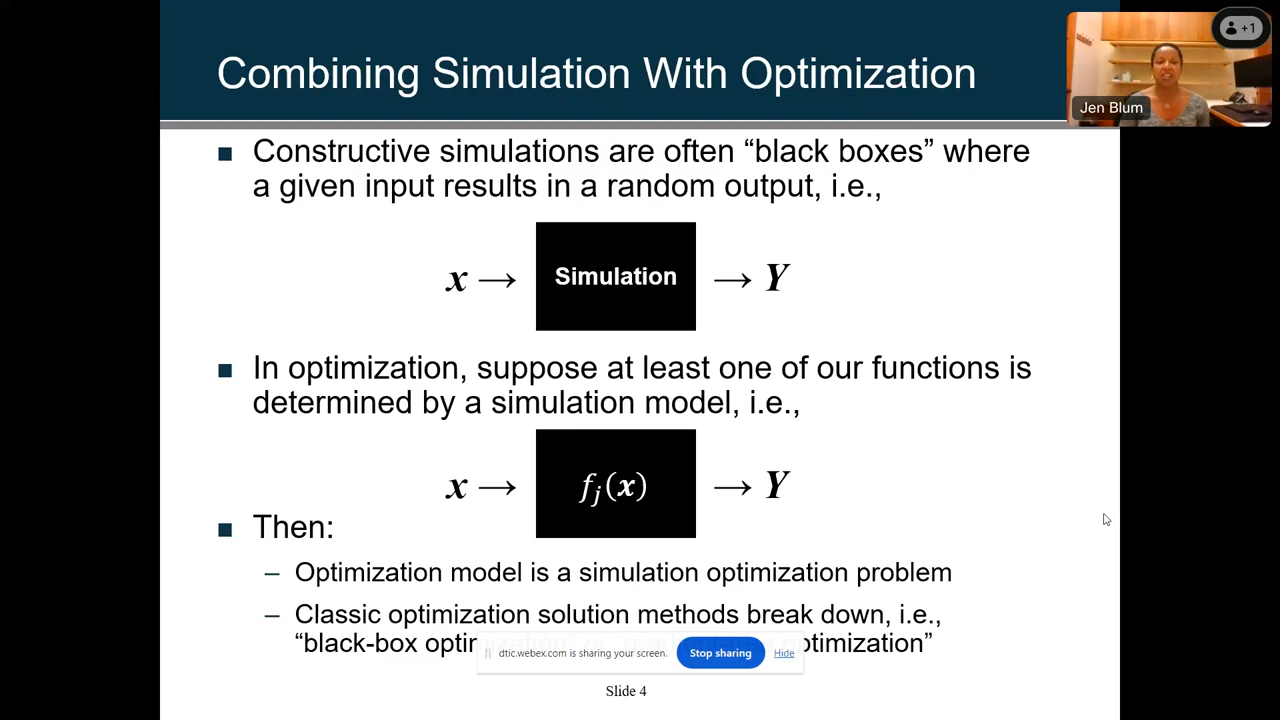 Combining Simulation With Optimization
+1
Jen Blum
■ Constructive simulations are often “black boxes” where
a given input results in a random output, i.e.,
x → Simulation → Y
■ In optimization, suppose at least one of our functions is
determined by a simulation model, i.e.,
x → fⱼ(x) → Y
■ Then:
– Optimization model is a simulation optimization problem
– Classic optimization solution methods break down, i.e.,
“black-box optimization”
dtic.webex.com is sharing your screen. Stop sharing Hide
Slide 4